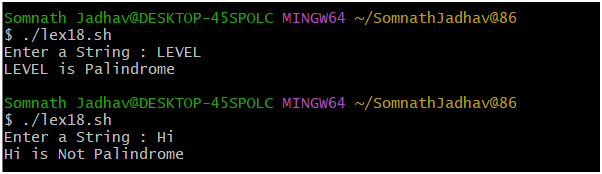 Somnath Jadhav@DESKTOP-45SPOLC MINGW64 ~/SomnathJadhav@86
$ ./lex18.sh
Enter a String : LEVEL
LEVEL is Palindrome
Somnath Jadhav@DESKTOP-45SPOLC MINGW64 ~/SomnathJadhav@86
$ ./lex18.sh
Enter a String : Hi
Hi is Not Palindrome